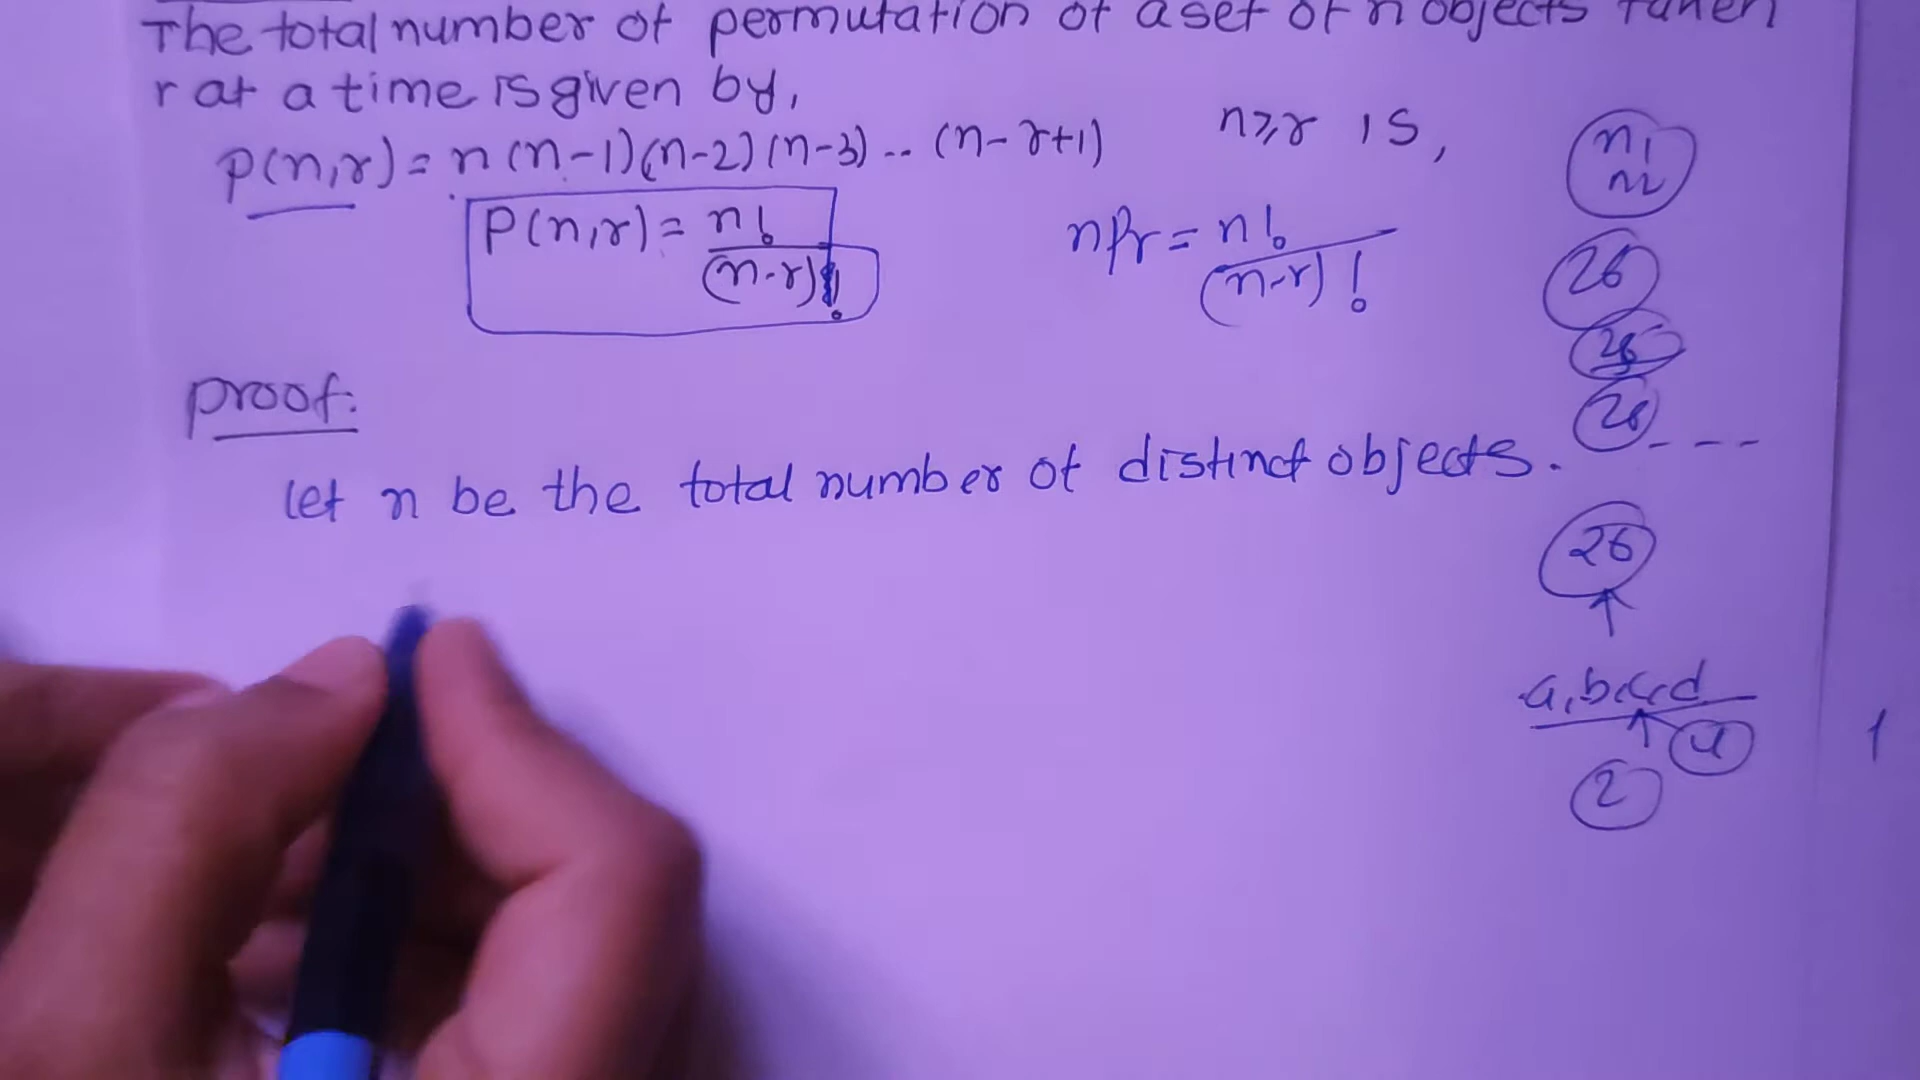 The total number of permutation of a set of n objects taken
r at a time is given by,
P(n,r) = n(n-1)(n-2)(n-3)..(n-r+1) n≥r is,
P(n,r) = n!/(n-r)!
nPr = n!/(n-r)!
proof:
let n be the total number of distinct objects.
n1
n2
26
26
26
----
26
a,b,c,d
4
2
1